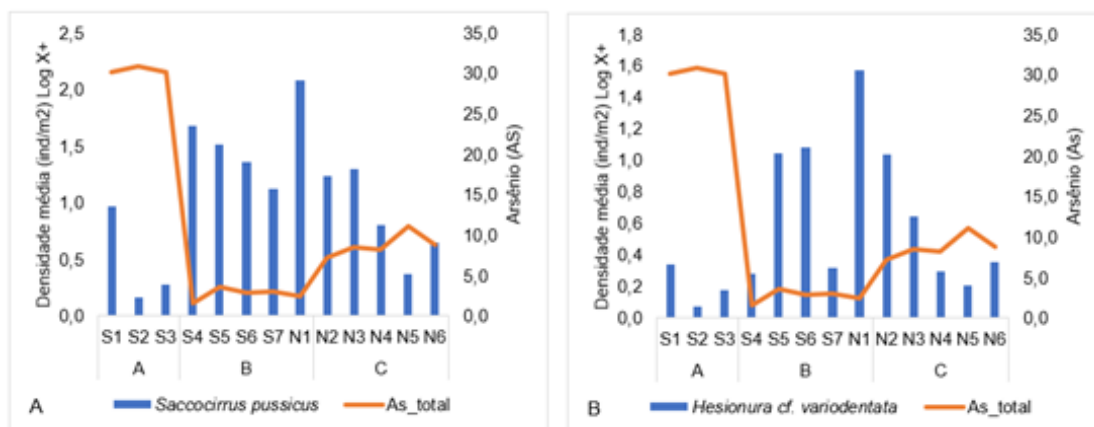 2,5
2,0
1,5
1,0
0,5
0,0
Densidade média (ind/m2) Log X+
35,0
30,0
25,0
20,0
15,0
10,0
5,0
0,0
Arsênio (AS)
S1 S2 S3 S4 S5 S6 S7 N1 N2 N3 N4 N5 N6
A B C
A
Saccocirrus pussicus As_total
1,8
1,6
1,4
1,2
1,0
0,8
0,6
0,4
0,2
0,0
Densidade média (ind/m2) Log X+
35,0
30,0
25,0
20,0
15,0
10,0
5,0
0,0
Arsênio (As)
S1 S2 S3 S4 S5 S6 S7 N1 N2 N3 N4 N5 N6
A B C
B
Hesionura cf. variodentata As_total